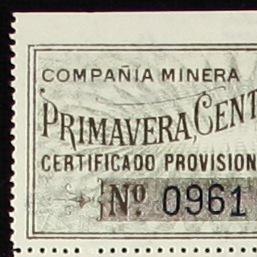 COMPAÑIA MINERA
PRIMAVERA, CENT
CERTIFICADO PROVISION
Nº 0961